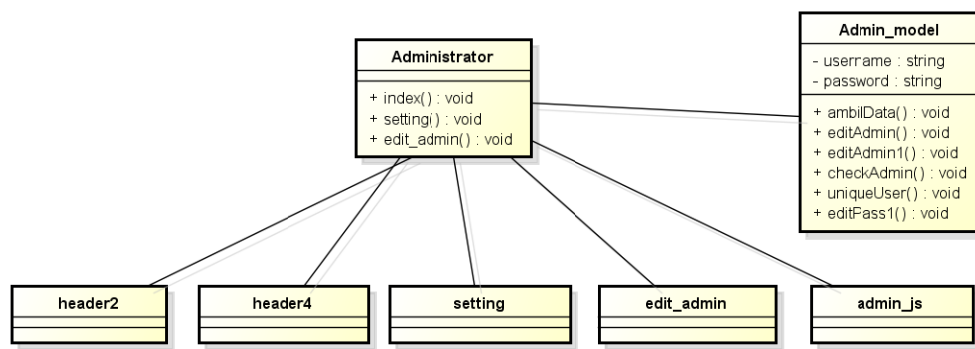 Administrator
+ index() : void
+ setting() : void
+ edit_admin() : void
Admin_model
- username : string
- password : string
+ ambilData() : void
+ editAdmin() : void
+ editAdmin1() : void
+ checkAdmin() : void
+ uniqueUser() : void
+ editPass1() : void
header2
header4
setting
edit_admin
admin_js